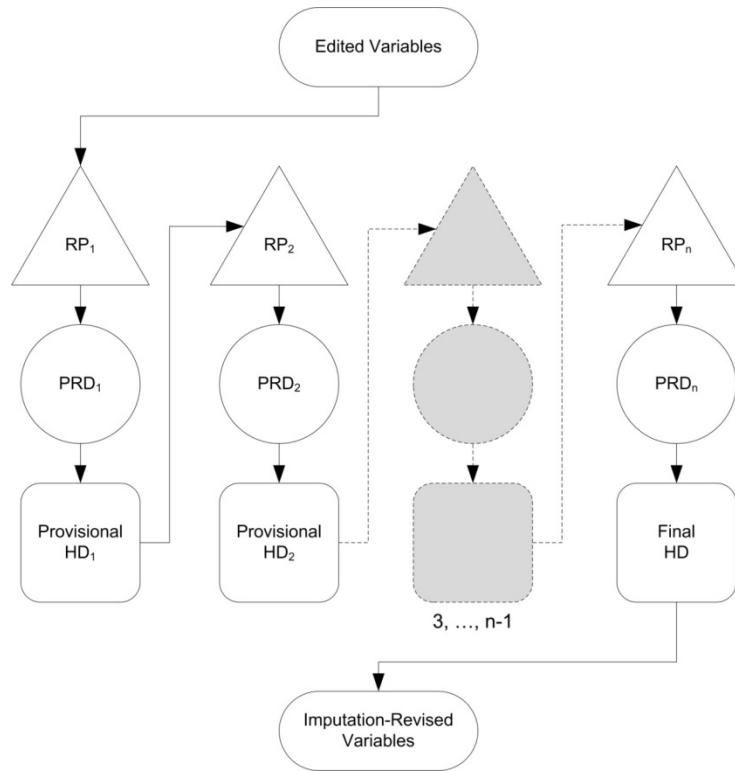 Edited Variables
RP₁
RP₂
RPₙ
PRD₁
PRD₂
PRDₙ
Provisional
HD₁
Provisional
HD₂
Final
HD
3, …, n-1
Imputation-Revised
Variables